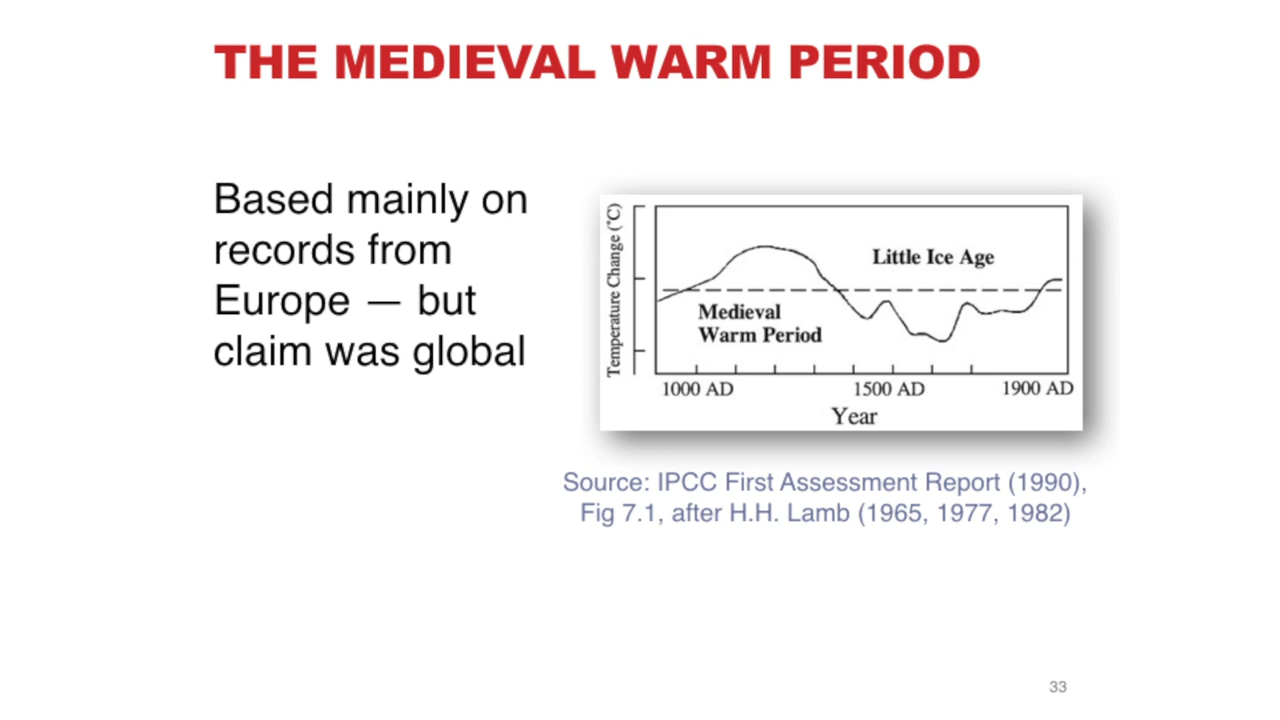 THE MEDIEVAL WARM PERIOD
Based mainly on
records from
Europe — but
claim was global
Temperature Change (°C)
Little Ice Age
Medieval
Warm Period
1000 AD 1500 AD 1900 AD
Year
Source: IPCC First Assessment Report (1990),
Fig 7.1, after H.H. Lamb (1965, 1977, 1982)
33